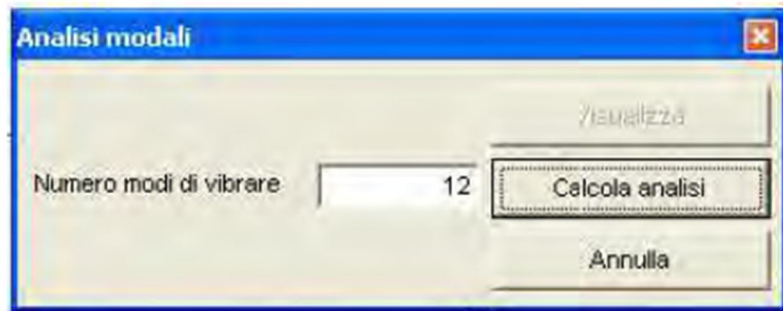 Analisi modali
Visualizza
Numero modi di vibrare 12 Calcola analisi
Annulla